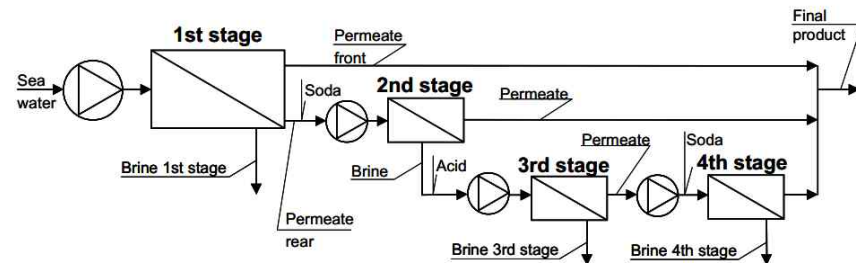 Final
product
1st stage
Permeate
front
Sea
water
Soda
2nd stage
Permeate
Brine 1st stage
Brine
Acid
3rd stage
Permeate
Soda
4th stage
Permeate
rear
Brine 3rd stage
Brine 4th stage